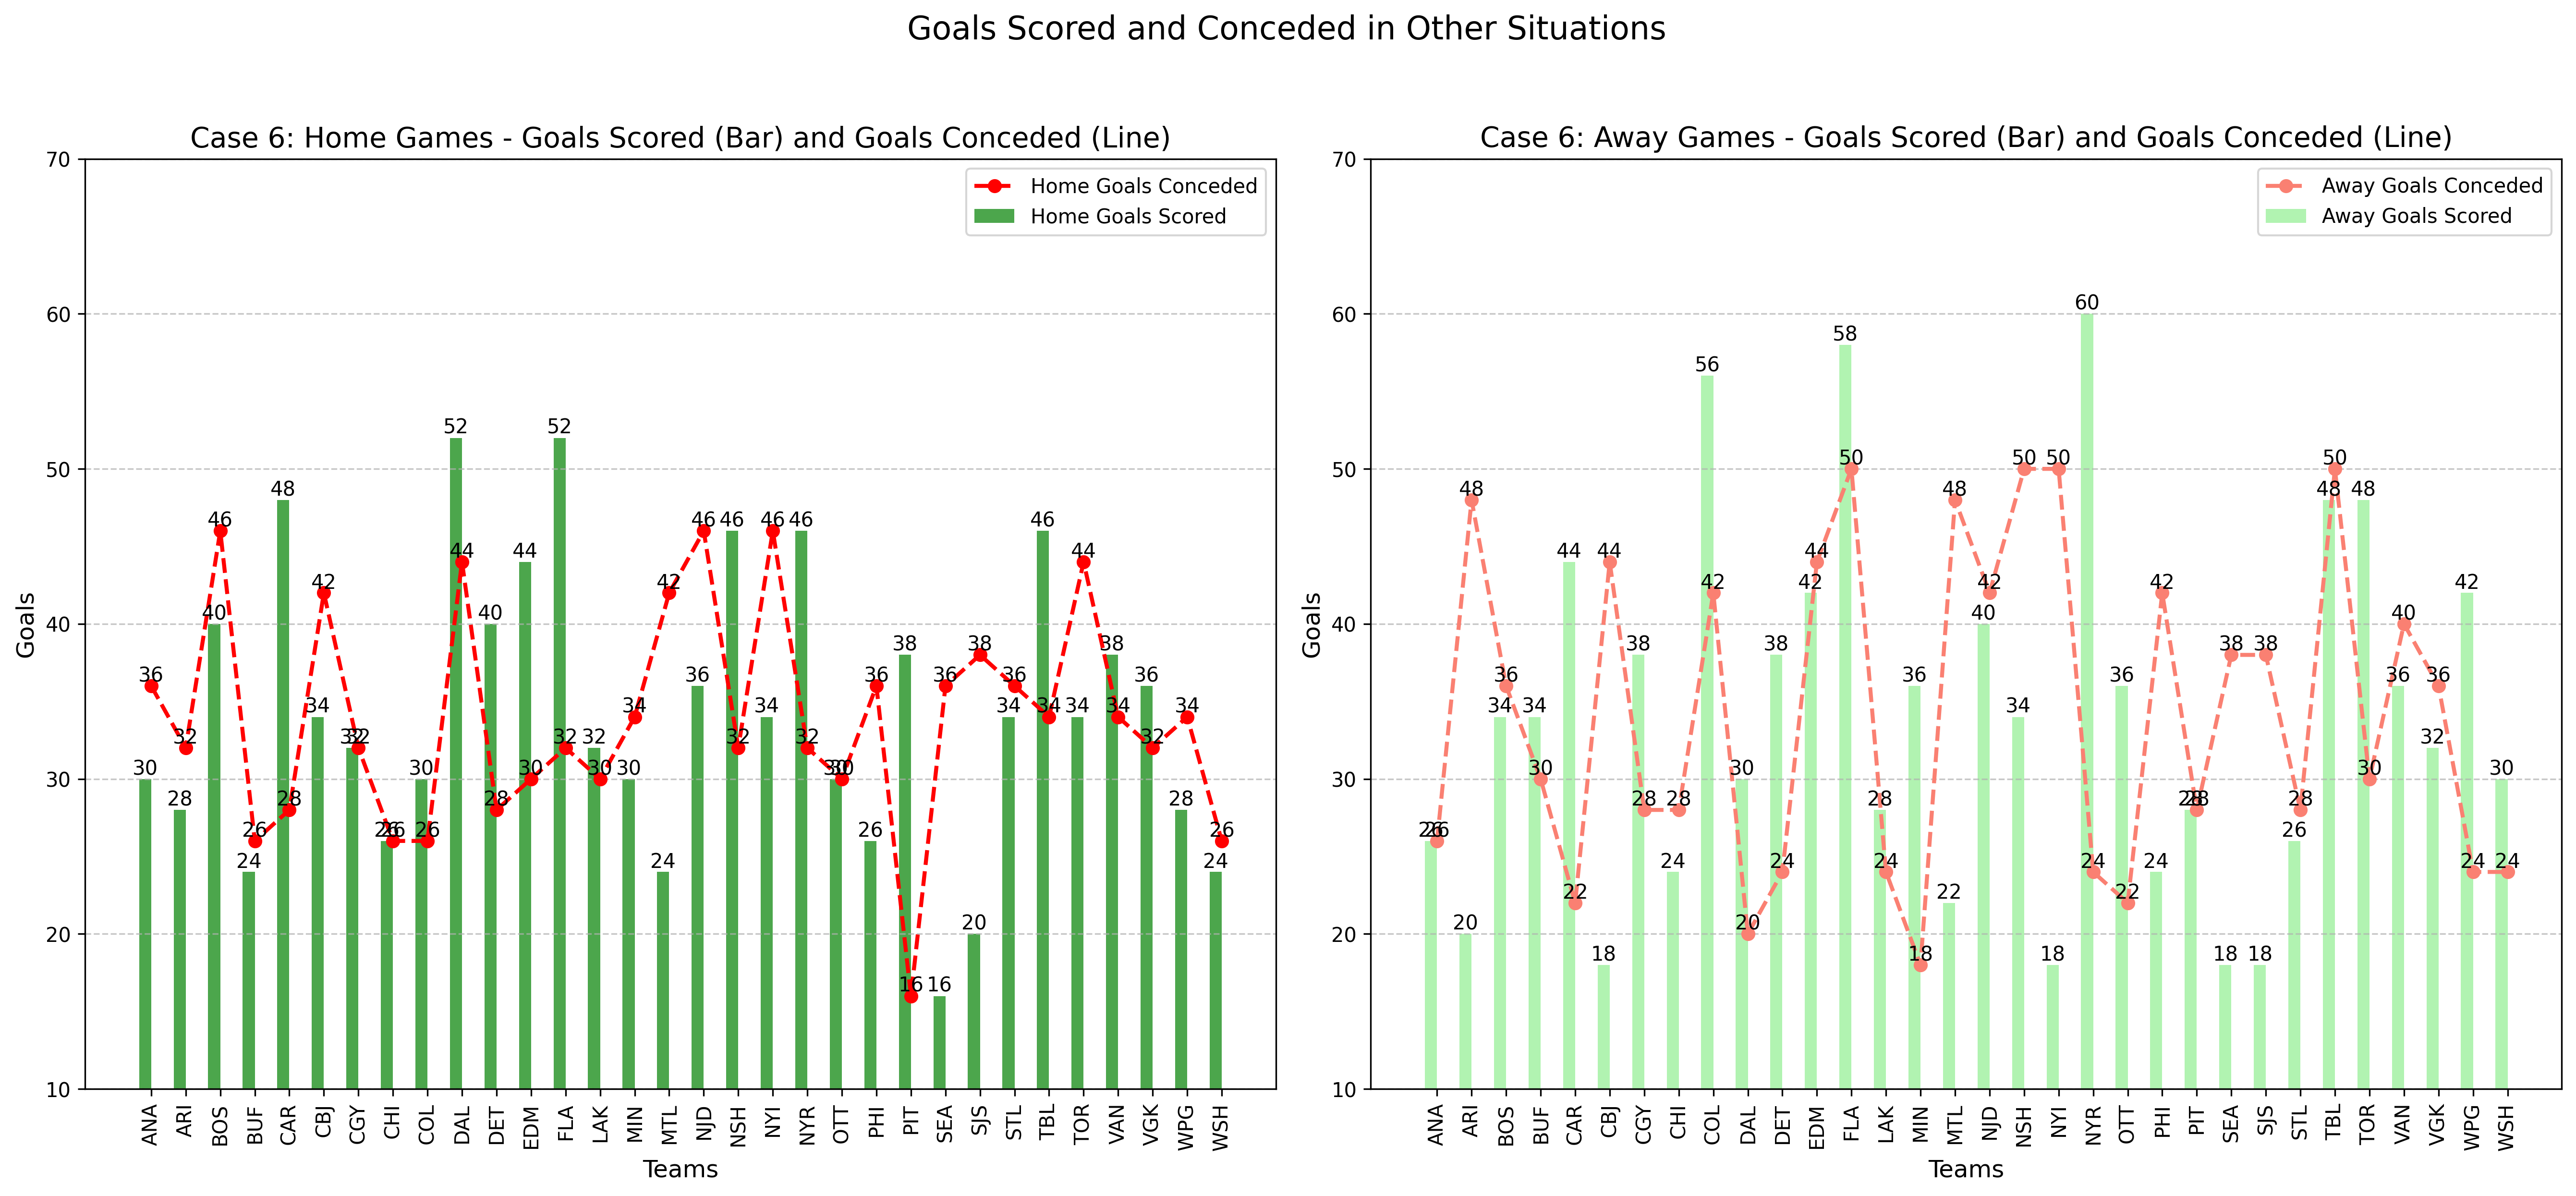 Goals Scored and Conceded in Other Situations
Case 6: Home Games - Goals Scored (Bar) and Goals Conceded (Line)
Home Goals Conceded
Home Goals Scored
Goals
70
60
50
40
30
20
10
30 28 40 24 48 34 32 26 30 52 40 44 52 32 30 24 36 46 34 46 30 26 38 16 20 34 46 34 38 36 28 24
36 32 46 26 28 42 32 26 26 44 28 30 32 30 34 42 46 32 46 32 30 36 16 36 38 36 34 44 34 32 34 26
ANA ARI BOS BUF CAR CBJ CGY CHI COL DAL DET EDM FLA LAK MIN MTL NJD NSH NYI NYR OTT PHI PIT SEA SJS STL TBL TOR VAN VGK WPG WSH
Teams
Case 6: Away Games - Goals Scored (Bar) and Goals Conceded (Line)
Away Goals Conceded
Away Goals Scored
Goals
70
60
50
40
30
20
10
26 20 34 34 44 18 38 24 56 30 38 42 58 28 36 22 40 34 18 60 36 24 28 18 18 26 48 48 36 32 42 30
26 48 36 30 22 44 28 28 42 20 24 44 50 24 18 48 42 50 50 24 22 42 28 38 38 28 50 30 40 36 24 24
ANA ARI BOS BUF CAR CBJ CGY CHI COL DAL DET EDM FLA LAK MIN MTL NJD NSH NYI NYR OTT PHI PIT SEA SJS STL TBL TOR VAN VGK WPG WSH
Teams